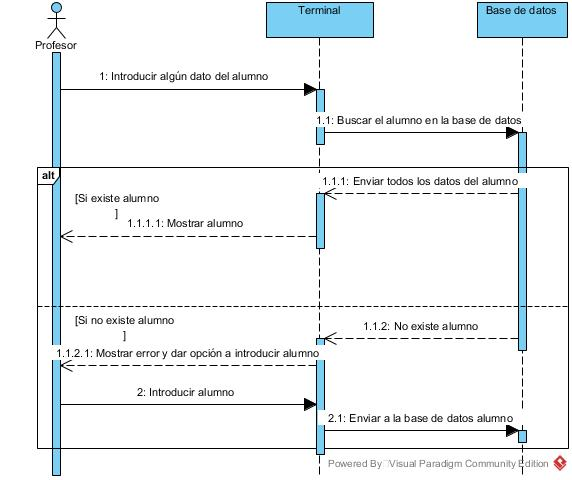 Terminal
Base de datos
Profesor
1: Introducir algún dato del alumno
1.1: Buscar el alumno en la base de datos
alt
1.1.1: Enviar todos los datos del alumno
[Si existe alumno
]
1.1.1.1: Mostrar alumno
[Si no existe alumno
]
1.1.2: No existe alumno
1.1.2.1: Mostrar error y dar opción a introducir alumno
2: Introducir alumno
2.1: Enviar a la base de datos alumno
Powered By Visual Paradigm Community Edition